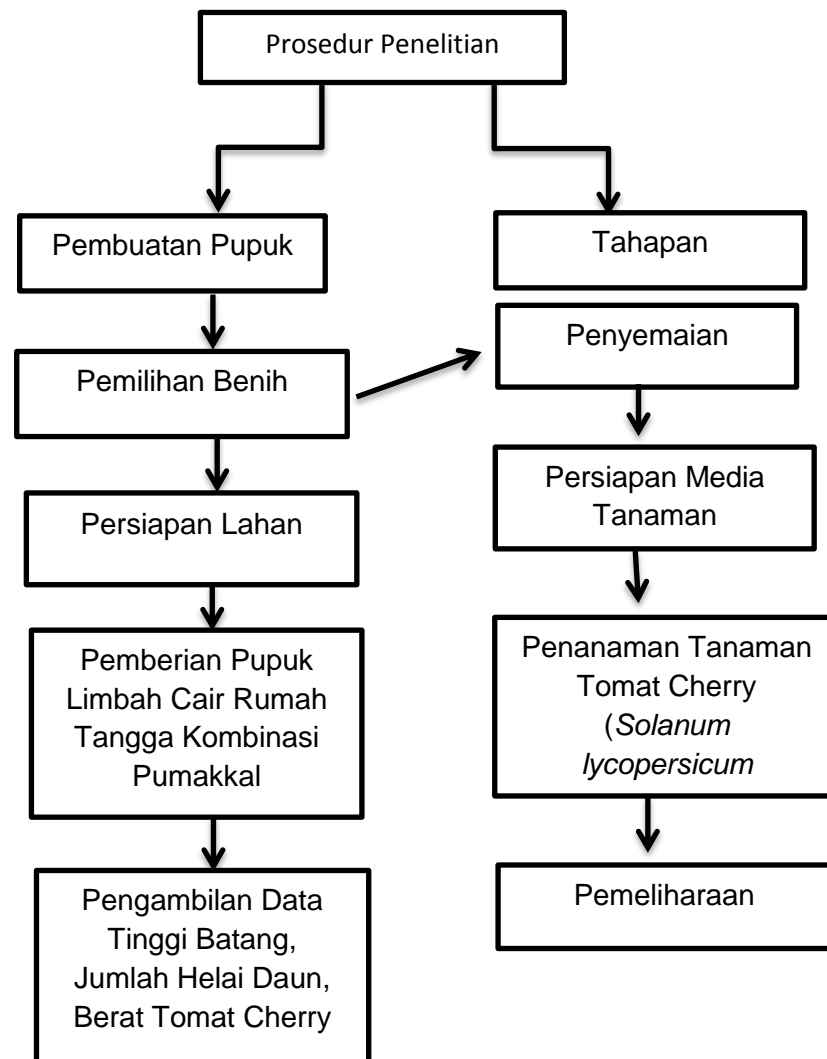 Prosedur Penelitian
Pembuatan Pupuk
Pemilihan Benih
Persiapan Lahan
Pemberian Pupuk
Limbah Cair Rumah
Tangga Kombinasi
Pumakkal
Pengambilan Data
Tinggi Batang,
Jumlah Helai Daun,
Berat Tomat Cherry
Tahapan
Penyemaian
Persiapan Media
Tanaman
Penanaman Tanaman
Tomat Cherry
(Solanum
lycopersicum
Pemeliharaan